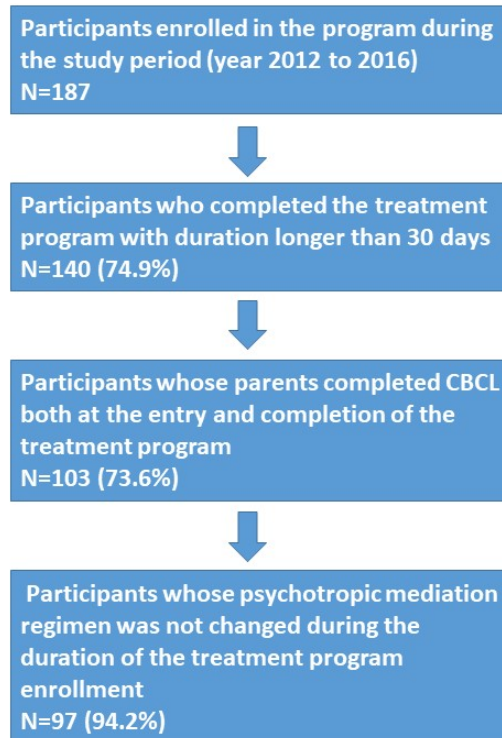 Participants enrolled in the program during
the study period (year 2012 to 2016)
N=187
Participants who completed the treatment
program with duration longer than 30 days
N=140 (74.9%)
Participants whose parents completed CBCL
both at the entry and completion of the
treatment program
N=103 (73.6%)
Participants whose psychotropic mediation
regimen was not changed during the
duration of the treatment program
enrollment
N=97 (94.2%)